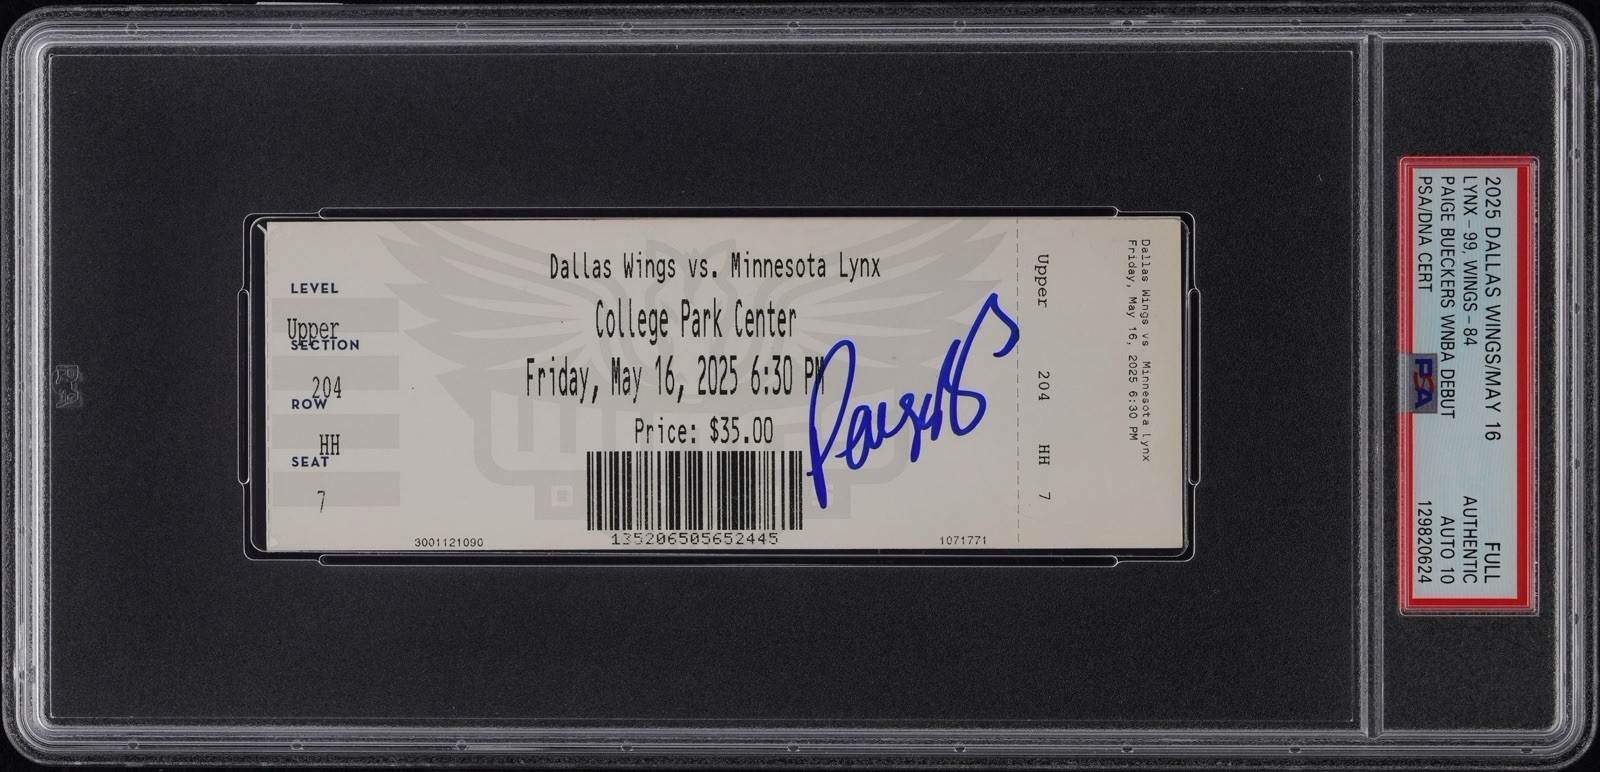 LEVEL
Upper
SECTION
204
ROW
HH
SEAT
7
Dallas Wings vs. Minnesota Lynx
College Park Center
Friday, May 16, 2025 6:30 PM
Price: $35.00
135206505652445
3001121090
1071771
Upper 204 HH 7
Dallas Wings vs Minnesota Lynx
Friday, May 16, 2025 6:30 PM
2025 DALLAS WINGS/MAY 16 FULL
LYNX - 99, WINGS - 84 AUTHENTIC
PAIGE BUECKERS WNBA DEBUT AUTO 10
PSA/DNA CERT 129820624
PSA